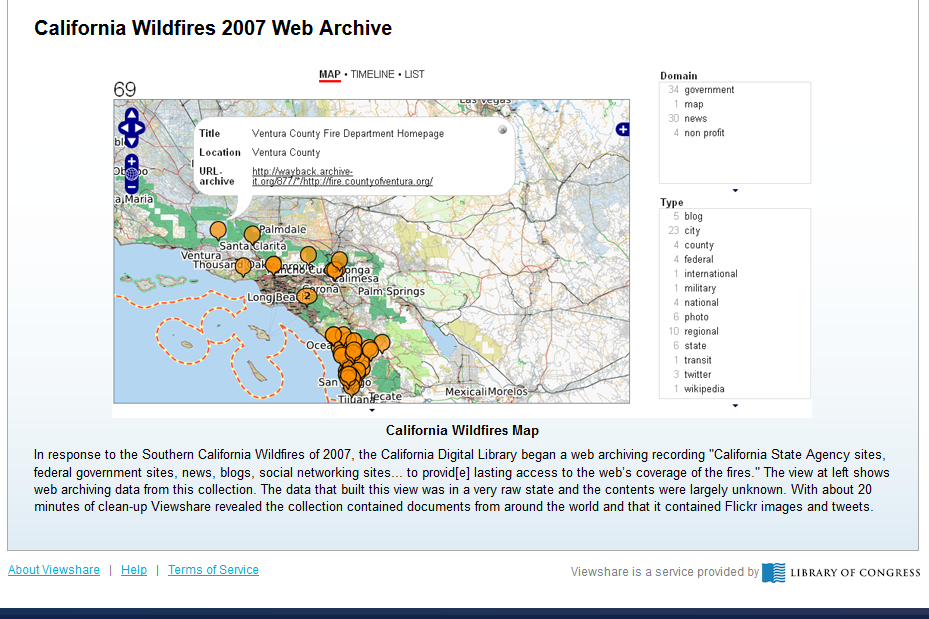 California Wildfires 2007 Web Archive
MAP • TIMELINE • LIST
69
Las Vegas
Title Ventura County Fire Department Homepage
Location Ventura County
URL-archive http://wayback.archive-
it.org/877/*/http://fire.countyofventura.org/
a Maria
Palmdale
Santa Clarita
Ventura
Thousand Oak
Monga
Calimesa
Corona
Palm Springs
Long Bea
2
Ocea
San go
Tijuana
Tecate
Mexicali
Morelos
Domain
34 government
1 map
30 news
4 non profit
Type
5 blog
23 city
4 county
4 federal
1 international
1 military
4 national
6 photo
10 regional
6 state
1 transit
3 twitter
1 wikipedia
California Wildfires Map
In response to the Southern California Wildfires of 2007, the California Digital Library began a web archiving recording "California State Agency sites,
federal government sites, news, blogs, social networking sites... to provid[e] lasting access to the web's coverage of the fires." The view at left shows
web archiving data from this collection. The data that built this view was in a very raw state and the contents were largely unknown. With about 20
minutes of clean-up Viewshare revealed the collection contained documents from around the world and that it contained Flickr images and tweets.
About Viewshare | Help | Terms of Service
Viewshare is a service provided by LIBRARY OF CONGRESS